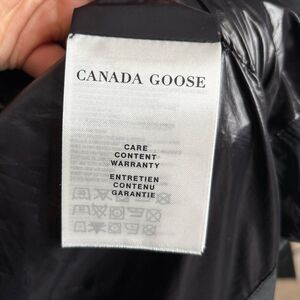 CANADA GOOSE
CARE
CONTENT
WARRANTY
ENTRETIEN
CONTENU
GARANTIE